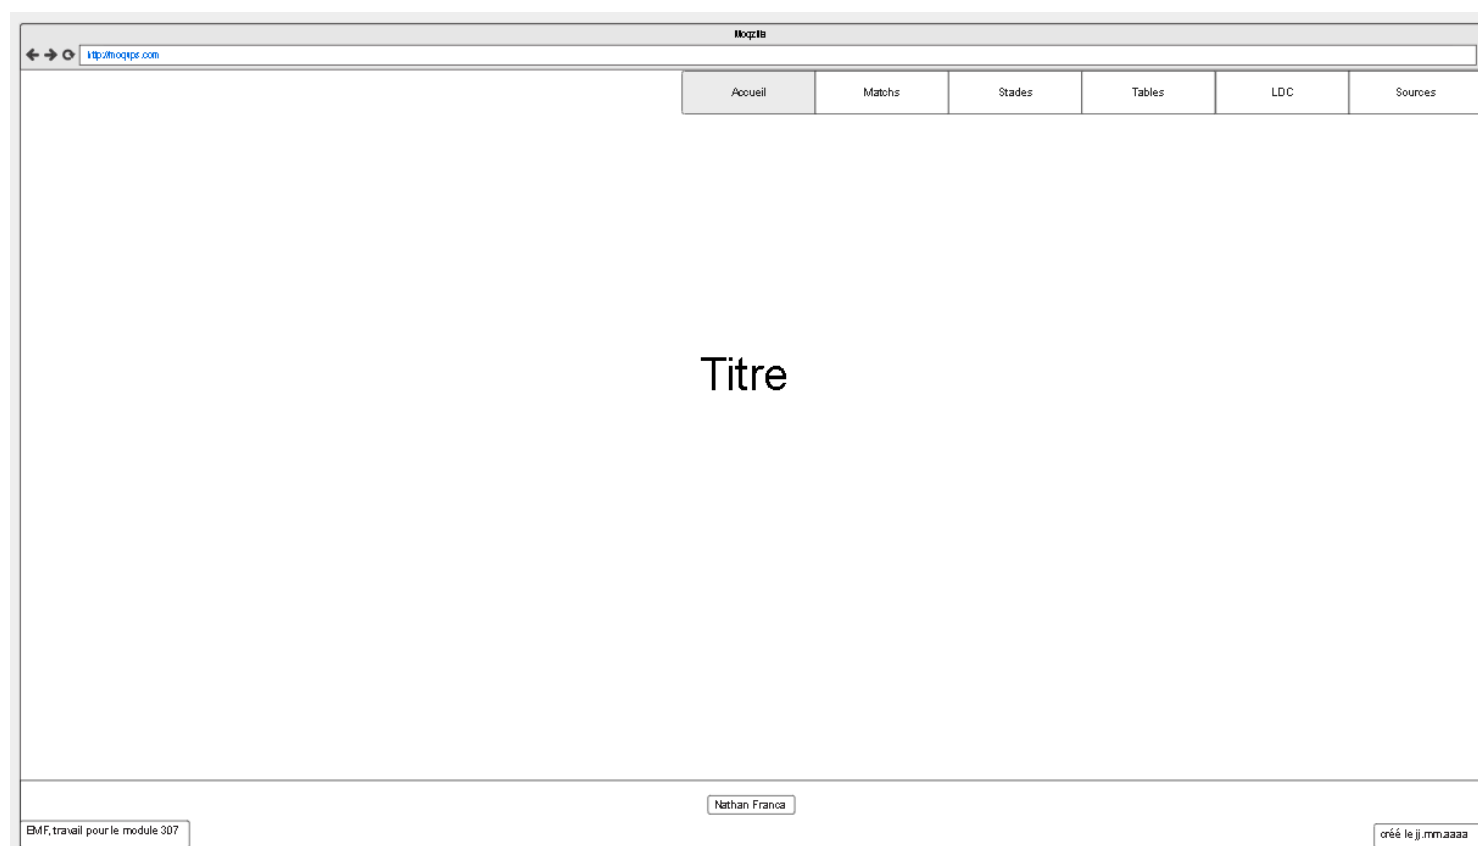 Moqzilla
http://moqups.com
Accueil Matchs Stades Tables LDC Sources
Titre
Nathan Franca
EMF, travail pour le module 307
créé le jj.mm.aaaa